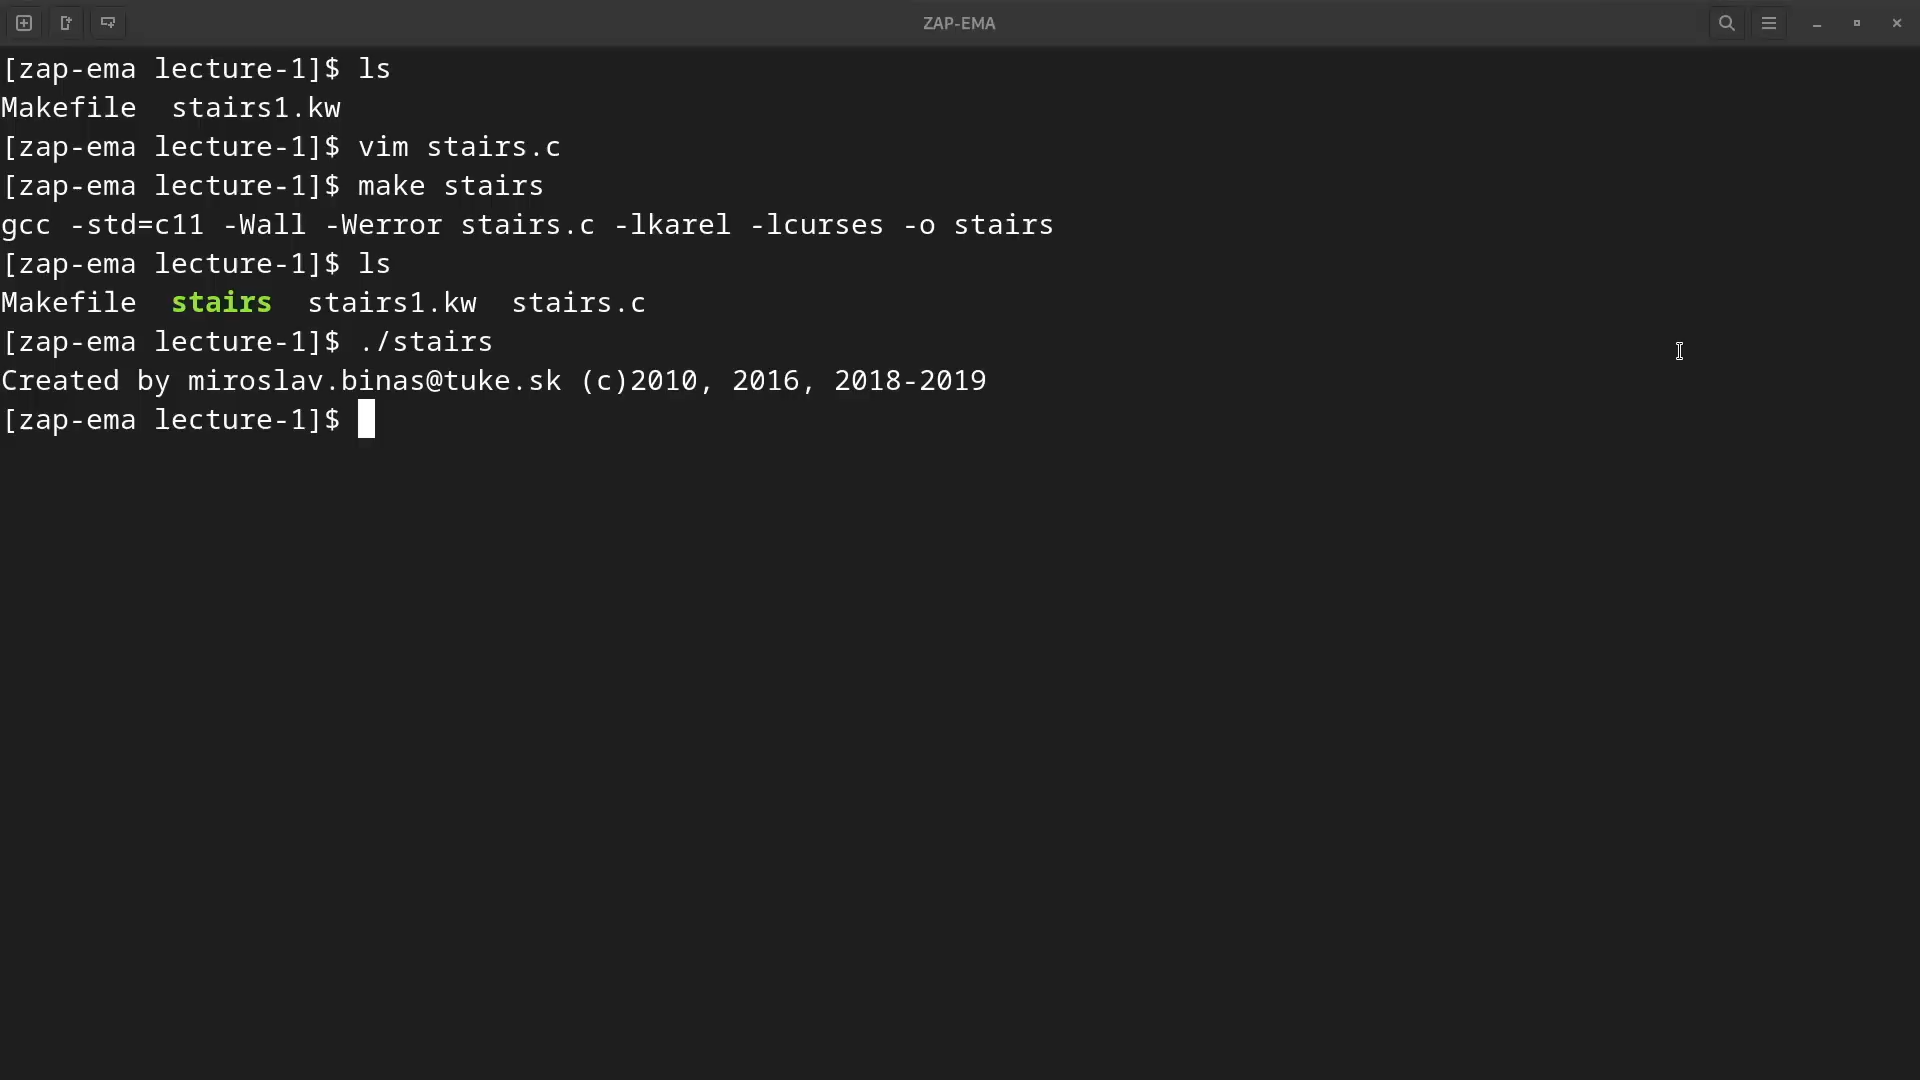 ZAP-EMA
[zap-ema lecture-1]$ ls
Makefile  stairs1.kw
[zap-ema lecture-1]$ vim stairs.c
[zap-ema lecture-1]$ make stairs
gcc -std=c11 -Wall -Werror stairs.c -lkarel -lcurses -o stairs
[zap-ema lecture-1]$ ls
Makefile  stairs  stairs1.kw  stairs.c
[zap-ema lecture-1]$ ./stairs
Created by miroslav.binas@tuke.sk (c)2010, 2016, 2018-2019
[zap-ema lecture-1]$